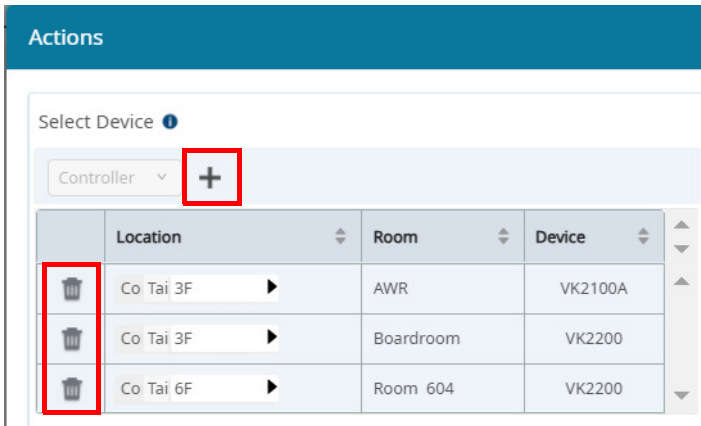 Actions
Select Device
Controller
Location Room Device
Co Tai 3F AWR VK2100A
Co Tai 3F Boardroom VK2200
Co Tai 6F Room 604 VK2200